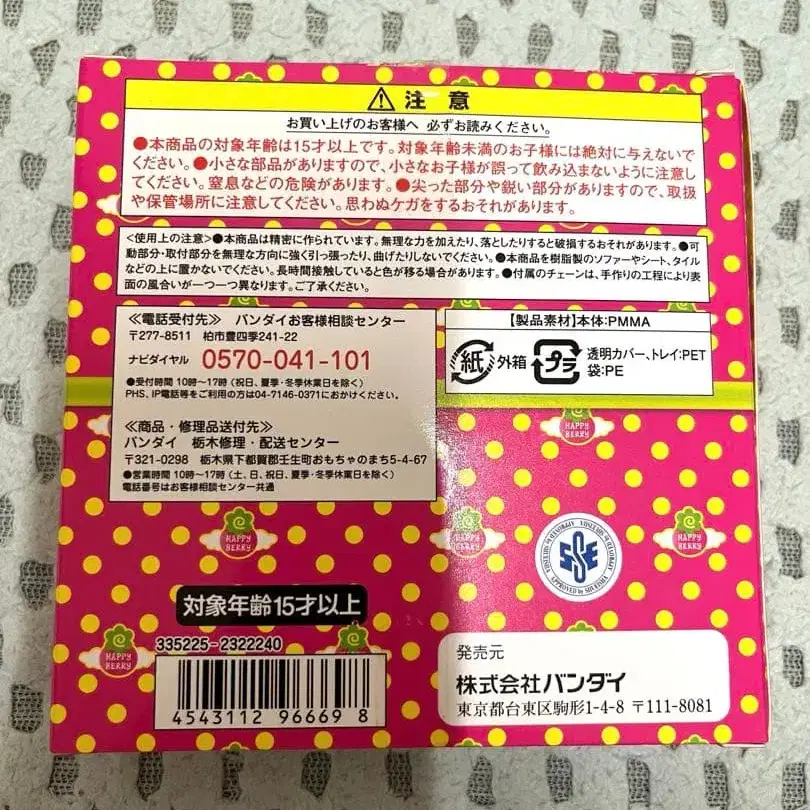 ⚠ 注意
お買い上げのお客様へ 必ずお読みください。
●本商品の対象年齢は15才以上です。対象年齢未満のお子様には絶対に与えないで
ください。●小さな部品がありますので、小さなお子様が誤って飲み込まないように注意し
てください。窒息などの危険があります。●尖った部分や鋭い部分がありますので、取扱
や保管場所に注意してください。思わぬケガをするおそれがあります。
<使用上の注意>●本商品は精密に作られています。無理な力を加えたり、落としたりすると破損するおそれがあります。●可
動部分・取付部分を無理な方向に強く引っ張ったり、曲げたりしないでください。●本商品を樹脂製のソファーやシート、タイル
などの上に置かないでください。長時間接触していると色が移る場合があります。●付属のチェーンは、手作りの工程により表
面の風合いが一つ一つ異なります。ご了承ください。
≪電話受付先≫ バンダイお客様相談センター
〒277-8511 柏市豊四季241-22
ナビダイヤル 0570-041-101
●受付時間 10時～17時(祝日、夏季・冬季休業日を除く)
PHS、IP電話等をご利用の方は04-7146-0371におかけください。
≪商品・修理品送付先≫
バンダイ 栃木修理・配送センター
〒321-0298 栃木県下都賀郡壬生町おもちゃのまち5-4-67
●営業時間 10時～17時(土、日、祝日、夏季・冬季休業日を除く)
電話番号はお客様相談センター共通
【製品素材】本体:PMMA
紙 外箱 プラ 透明カバー、トレイ:PET
袋:PE
HAPPY BERRY
HAPPY BERRY
HAPPY BERRY
HAPPY BERRY
HAPPY BERRY
対象年齢15才以上
335225-2322240
4543112 966698
発売元
株式会社バンダイ
東京都台東区駒形1-4-8 〒111-8081